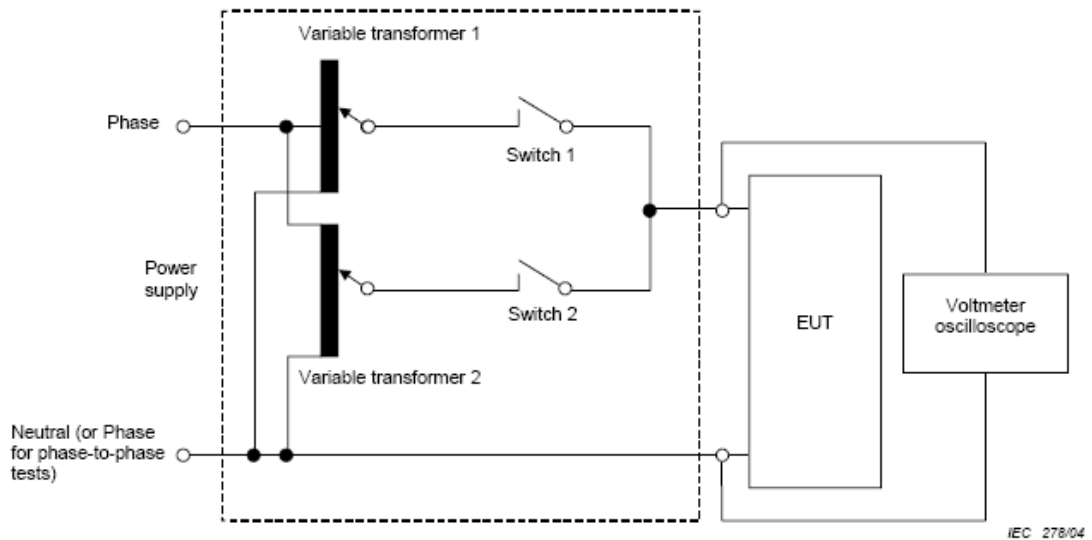 Variable transformer 1
Phase
Switch 1
Power
supply
Switch 2
EUT
Voltmeter
oscilloscope
Variable transformer 2
Neutral (or Phase
for phase-to-phase
tests)
IEC 278/04